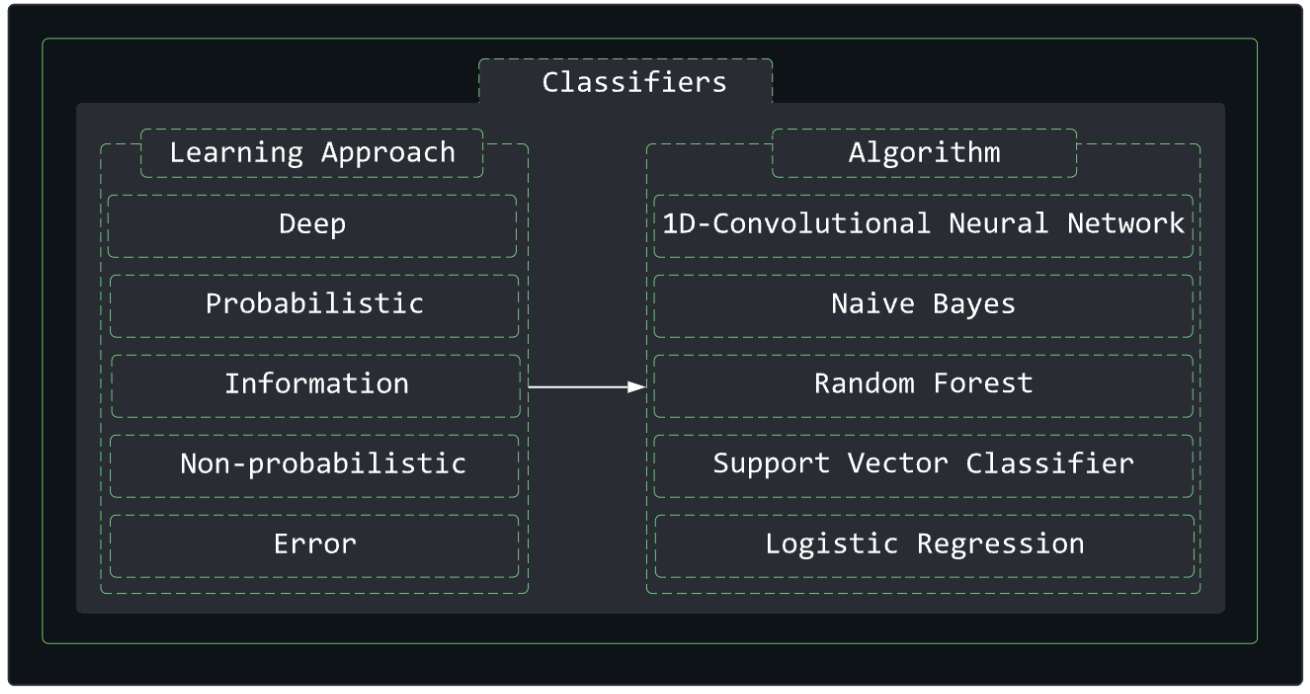 Classifiers
Learning Approach
Deep
Probabilistic
Information
Non-probabilistic
Error
Algorithm
1D-Convolutional Neural Network
Naive Bayes
Random Forest
Support Vector Classifier
Logistic Regression